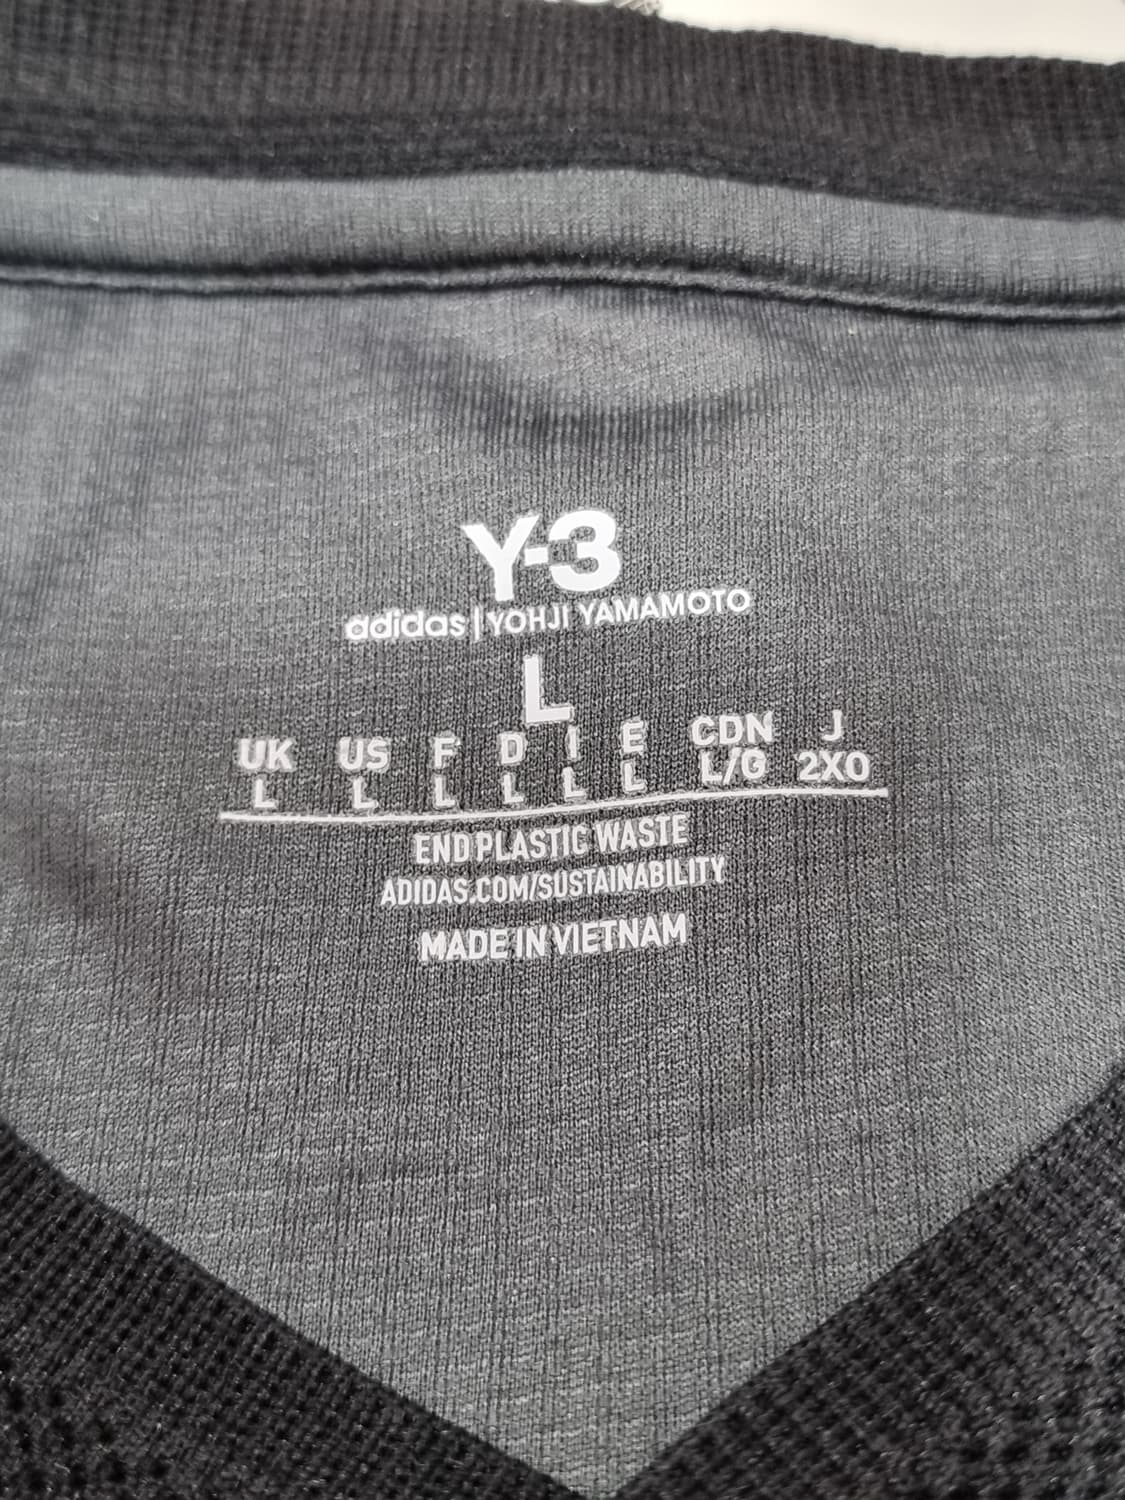 Y-3
adidas | YOHJI YAMAMOTO
L
UK US F D I E CDN J
L L L L L L L/G 2XO
END PLASTIC WASTE
ADIDAS.COM/SUSTAINABILITY
MADE IN VIETNAM